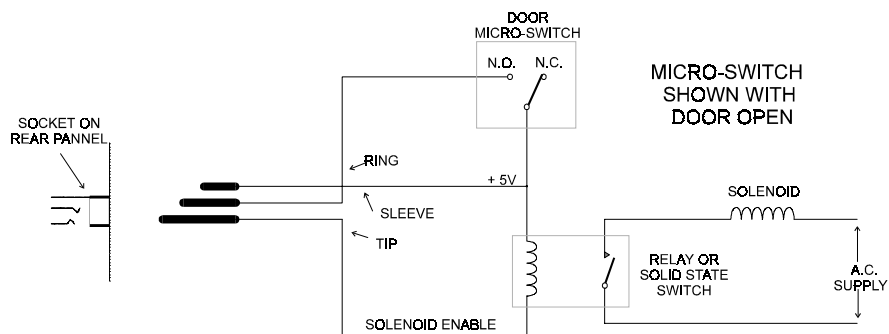 DOOR
MICRO-SWITCH
N.O.
N.C.
MICRO-SWITCH
SHOWN WITH
DOOR OPEN
SOCKET ON
REAR PANNEL
RING
+ 5V
SLEEVE
TIP
SOLENOID
RELAY OR
SOLID STATE
SWITCH
A.C.
SUPPLY
SOLENOID ENABLE